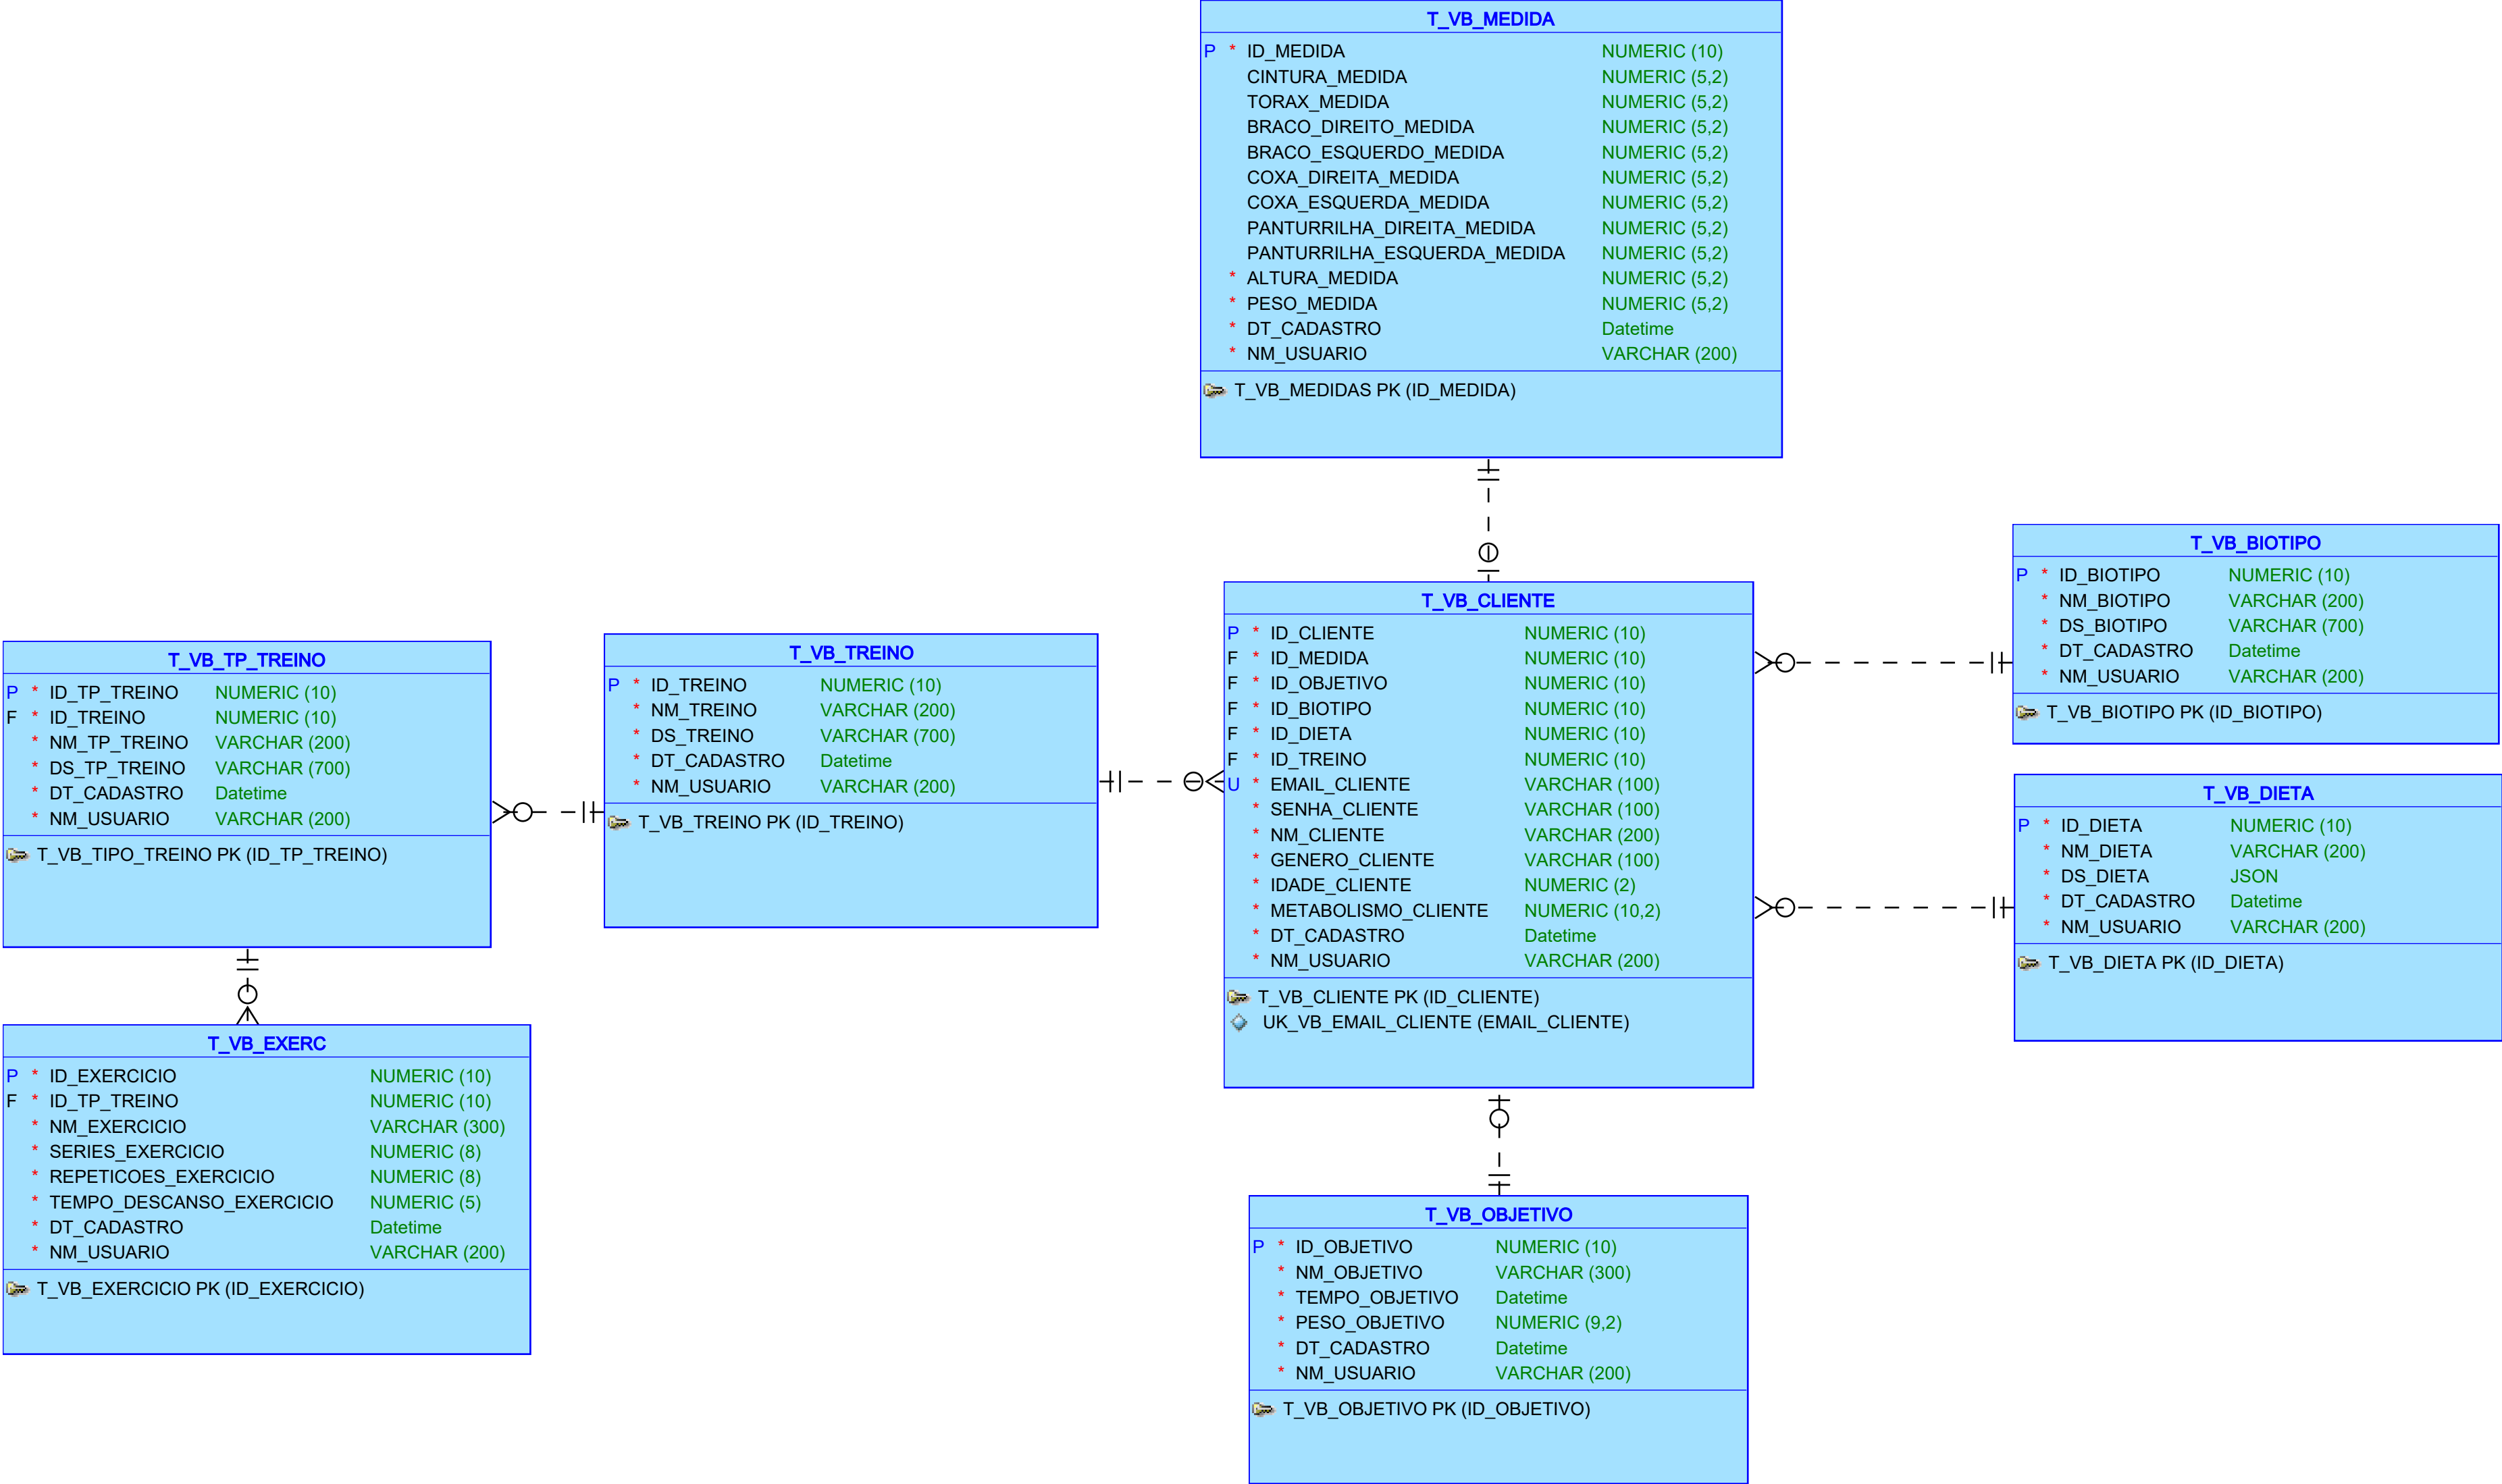 T_VB_MEDIDA
P * ID_MEDIDA NUMERIC (10)
CINTURA_MEDIDA NUMERIC (5,2)
TORAX_MEDIDA NUMERIC (5,2)
BRACO_DIREITO_MEDIDA NUMERIC (5,2)
BRACO_ESQUERDO_MEDIDA NUMERIC (5,2)
COXA_DIREITA_MEDIDA NUMERIC (5,2)
COXA_ESQUERDA_MEDIDA NUMERIC (5,2)
PANTURRILHA_DIREITA_MEDIDA NUMERIC (5,2)
PANTURRILHA_ESQUERDA_MEDIDA NUMERIC (5,2)
* ALTURA_MEDIDA NUMERIC (5,2)
* PESO_MEDIDA NUMERIC (5,2)
* DT_CADASTRO Datetime
* NM_USUARIO VARCHAR (200)
T_VB_MEDIDAS PK (ID_MEDIDA)
T_VB_TP_TREINO
P * ID_TP_TREINO NUMERIC (10)
F * ID_TREINO NUMERIC (10)
* NM_TP_TREINO VARCHAR (200)
* DS_TP_TREINO VARCHAR (700)
* DT_CADASTRO Datetime
* NM_USUARIO VARCHAR (200)
T_VB_TIPO_TREINO PK (ID_TP_TREINO)
T_VB_TREINO
P * ID_TREINO NUMERIC (10)
* NM_TREINO VARCHAR (200)
* DS_TREINO VARCHAR (700)
* DT_CADASTRO Datetime
* NM_USUARIO VARCHAR (200)
T_VB_TREINO PK (ID_TREINO)
T_VB_CLIENTE
P * ID_CLIENTE NUMERIC (10)
F * ID_MEDIDA NUMERIC (10)
F * ID_OBJETIVO NUMERIC (10)
F * ID_BIOTIPO NUMERIC (10)
F * ID_DIETA NUMERIC (10)
F * ID_TREINO NUMERIC (10)
U * EMAIL_CLIENTE VARCHAR (100)
* SENHA_CLIENTE VARCHAR (100)
* NM_CLIENTE VARCHAR (200)
* GENERO_CLIENTE VARCHAR (100)
* IDADE_CLIENTE NUMERIC (2)
* METABOLISMO_CLIENTE NUMERIC (10,2)
* DT_CADASTRO Datetime
* NM_USUARIO VARCHAR (200)
T_VB_CLIENTE PK (ID_CLIENTE)
UK_VB_EMAIL_CLIENTE (EMAIL_CLIENTE)
T_VB_BIOTIPO
P * ID_BIOTIPO NUMERIC (10)
* NM_BIOTIPO VARCHAR (200)
* DS_BIOTIPO VARCHAR (700)
* DT_CADASTRO Datetime
* NM_USUARIO VARCHAR (200)
T_VB_BIOTIPO PK (ID_BIOTIPO)
T_VB_DIETA
P * ID_DIETA NUMERIC (10)
* NM_DIETA VARCHAR (200)
* DS_DIETA JSON
* DT_CADASTRO Datetime
* NM_USUARIO VARCHAR (200)
T_VB_DIETA PK (ID_DIETA)
T_VB_EXERC
P * ID_EXERCICIO NUMERIC (10)
F * ID_TP_TREINO NUMERIC (10)
* NM_EXERCICIO VARCHAR (300)
* SERIES_EXERCICIO NUMERIC (8)
* REPETICOES_EXERCICIO NUMERIC (8)
* TEMPO_DESCANSO_EXERCICIO NUMERIC (5)
* DT_CADASTRO Datetime
* NM_USUARIO VARCHAR (200)
T_VB_EXERCICIO PK (ID_EXERCICIO)
T_VB_OBJETIVO
P * ID_OBJETIVO NUMERIC (10)
* NM_OBJETIVO VARCHAR (300)
* TEMPO_OBJETIVO Datetime
* PESO_OBJETIVO NUMERIC (9,2)
* DT_CADASTRO Datetime
* NM_USUARIO VARCHAR (200)
T_VB_OBJETIVO PK (ID_OBJETIVO)